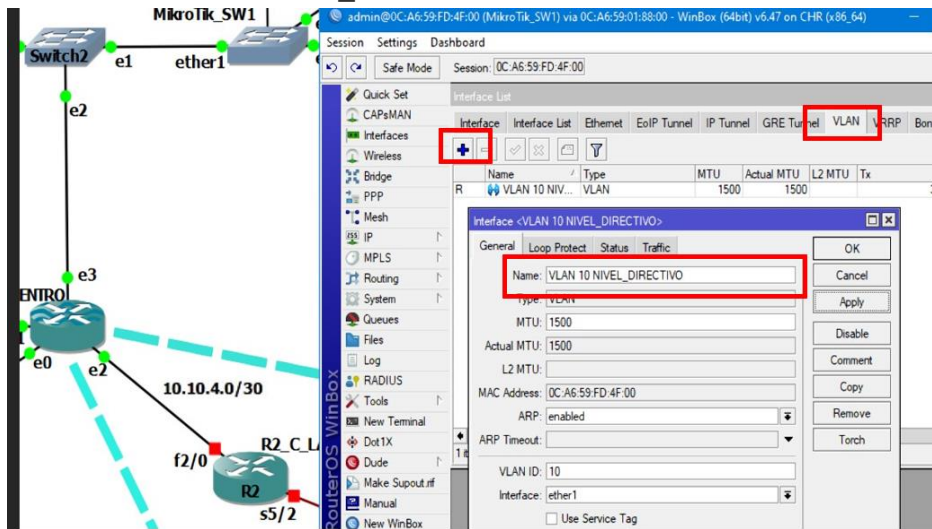 MikroTik_SW1
Switch2
e1
ether1
e2
e3
ENTRO
e0
e2
10.10.4.0/30
f2/0
R2
s5/2
admin@0C:A6:59:FD:4F:00 (MikroTik_SW1) via 0C:A6:59:01:88:00 - WinBox (64bit) v6.47 on CHR (x86_64)
Session Settings Dashboard
Safe Mode Session: 0C:A6:59:FD:4F:00
RouterOS WinBox
Quick Set
CAPsMAN
Interfaces
Wireless
Bridge
PPP
Mesh
IP
MPLS
Routing
System
Queues
Files
Log
RADIUS
Tools
New Terminal
Dot1X
Dude
Make Supout.rif
Manual
New WinBox
Interface List
Interface Interface List Ethernet EoIP Tunnel IP Tunnel GRE Tunnel VLAN VRRP Bon
Name / Type MTU Actual MTU L2 MTU Tx
R VLAN 10 NIV... VLAN 1500 1500
Interface <VLAN 10 NIVEL_DIRECTIVO>
General Loop Protect Status Traffic
Name: VLAN 10 NIVEL_DIRECTIVO
Type: VLAN
MTU: 1500
Actual MTU: 1500
L2 MTU:
MAC Address: 0C:A6:59:FD:4F:00
ARP: enabled
ARP Timeout:
VLAN ID: 10
Interface: ether1
Use Service Tag
OK
Cancel
Apply
Disable
Comment
Copy
Remove
Torch